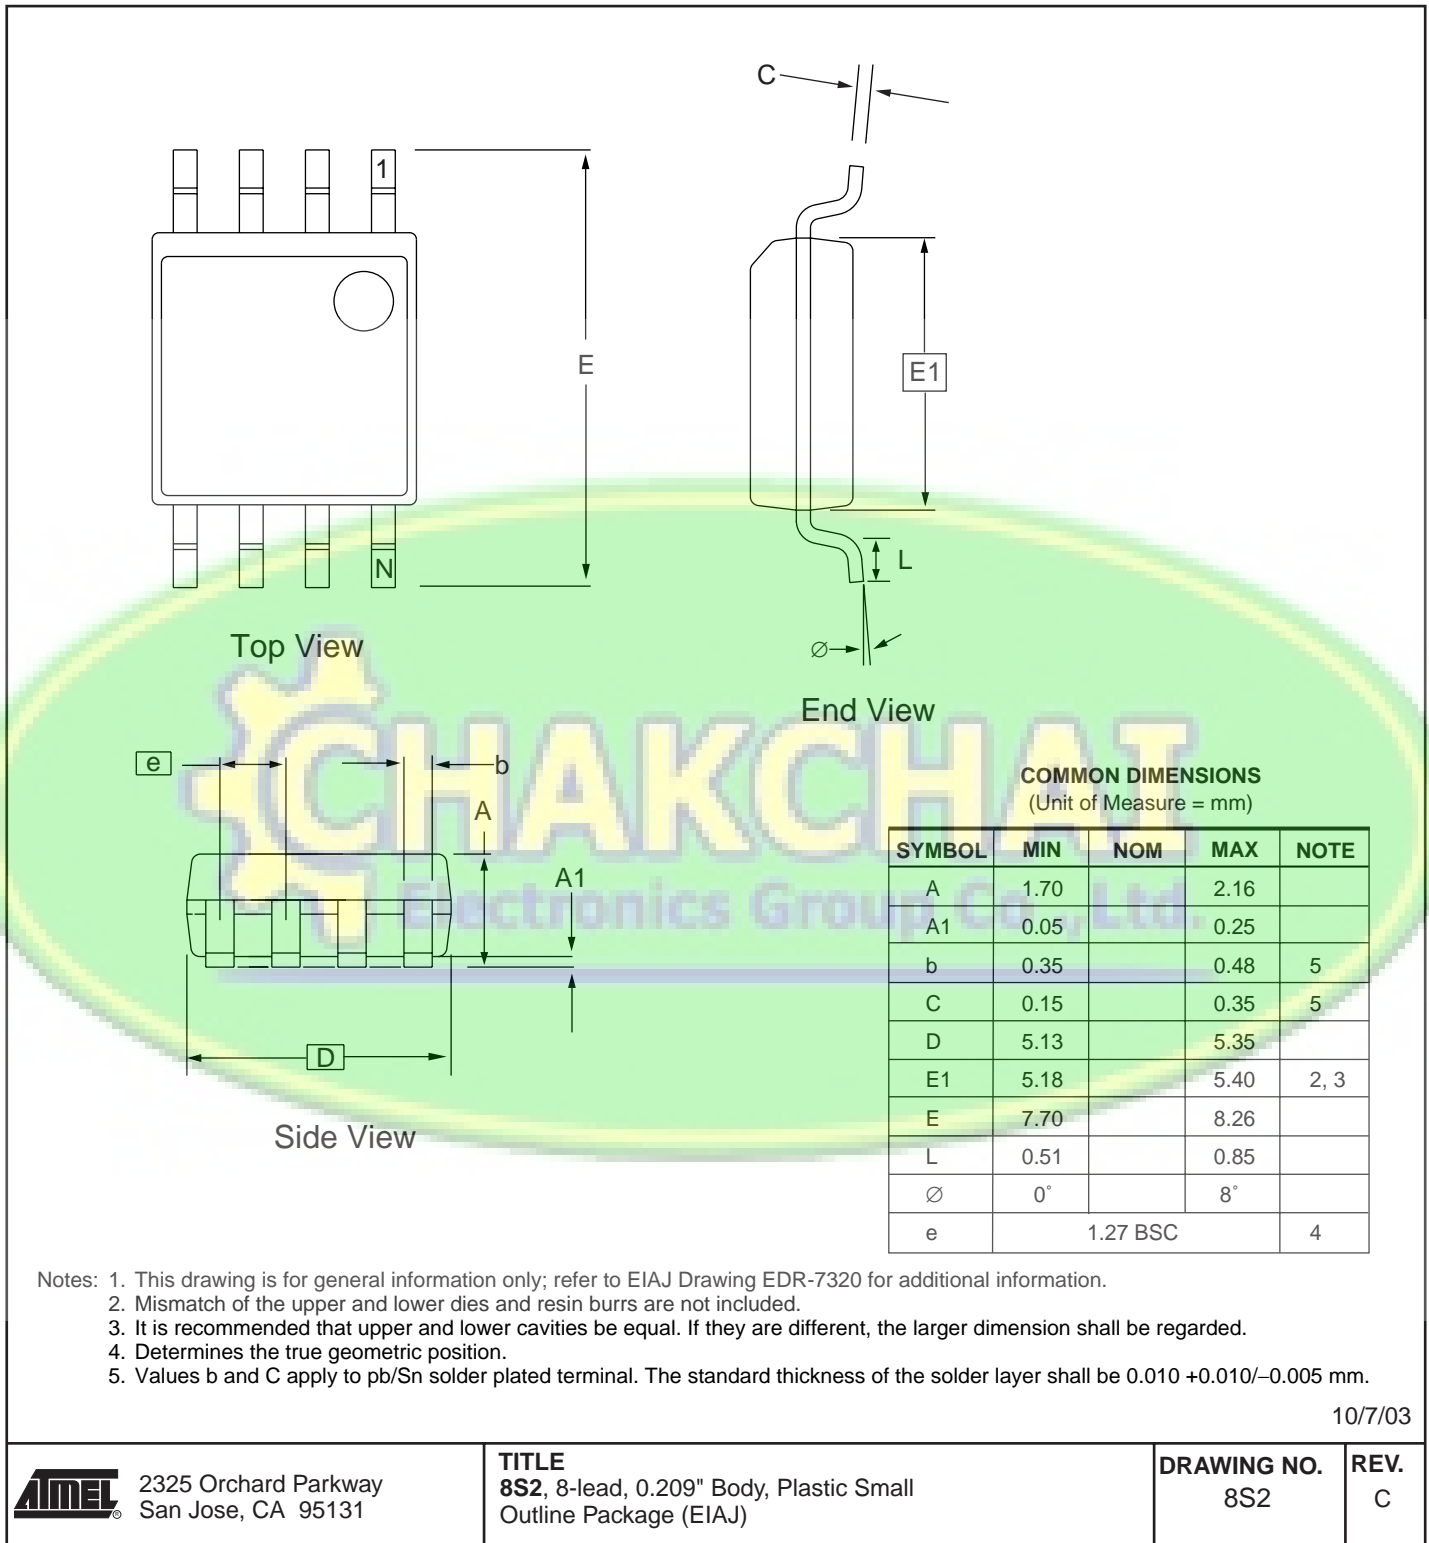 C
1
E
E1
N
L
Top View
∅
End View
CHAKCHAI
Electronics Group Co.,Ltd.
e
b
A
A1
D
Side View
COMMON DIMENSIONS
(Unit of Measure = mm)
SYMBOL MIN NOM MAX NOTE
A 1.70 2.16
A1 0.05 0.25
b 0.35 0.48 5
C 0.15 0.35 5
D 5.13 5.35
E1 5.18 5.40 2, 3
E 7.70 8.26
L 0.51 0.85
∅ 0° 8°
e 1.27 BSC 4
Notes: 1. This drawing is for general information only; refer to EIAJ Drawing EDR-7320 for additional information.
2. Mismatch of the upper and lower dies and resin burrs are not included.
3. It is recommended that upper and lower cavities be equal. If they are different, the larger dimension shall be regarded.
4. Determines the true geometric position.
5. Values b and C apply to pb/Sn solder plated terminal. The standard thickness of the solder layer shall be 0.010 +0.010/−0.005 mm.
10/7/03
ATMEL ®
2325 Orchard Parkway
San Jose, CA 95131
TITLE
8S2, 8-lead, 0.209" Body, Plastic Small
Outline Package (EIAJ)
DRAWING NO.
8S2
REV.
C